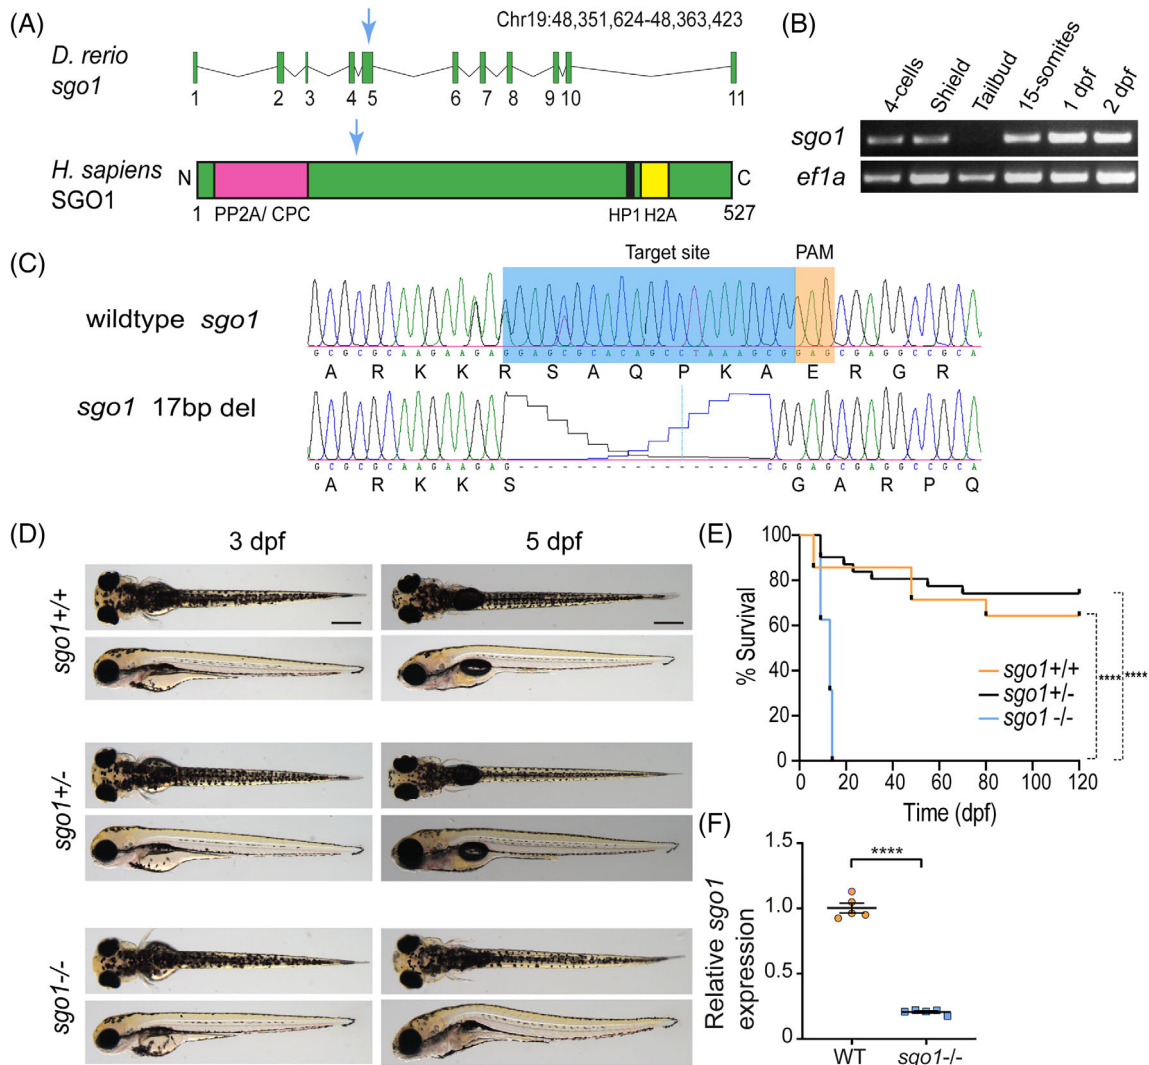 (A)
Chr19:48,351,624-48,363,423
D. rerio
sgo1
1 2 3 4 5 6 7 8 9 10 11
H. sapiens
SGO1
N C
1 PP2A/ CPC HP1 H2A 527
(B)
4-cells Shield Tailbud 15-somites 1 dpf 2 dpf
sgo1
ef1a
(C)
Target site PAM
wildtype sgo1
G C G C G C A A G A A G A G G A G C G C A C A G C C T A A A G C G G A G C G A G G C C G C A
A R K K R S A Q P K A E R G R
sgo1 17bp del
G C G C G C A A G A A G A G - - - - - - - - - - - - - - - - - C G G A G C G A G G C C G C A
A R K K S G A R P Q
(D)
3 dpf 5 dpf
sgo1+/+
sgo1+/-
sgo1-/-
(E)
100
80
60
40
20
0
% Survival
sgo1+/+
sgo1+/-
sgo1 -/-
**** ****
0 20 40 60 80 100 120
Time (dpf)
(F)
1.5
1.0
0.5
0
Relative sgo1
expression
****
WT sgo1-/-